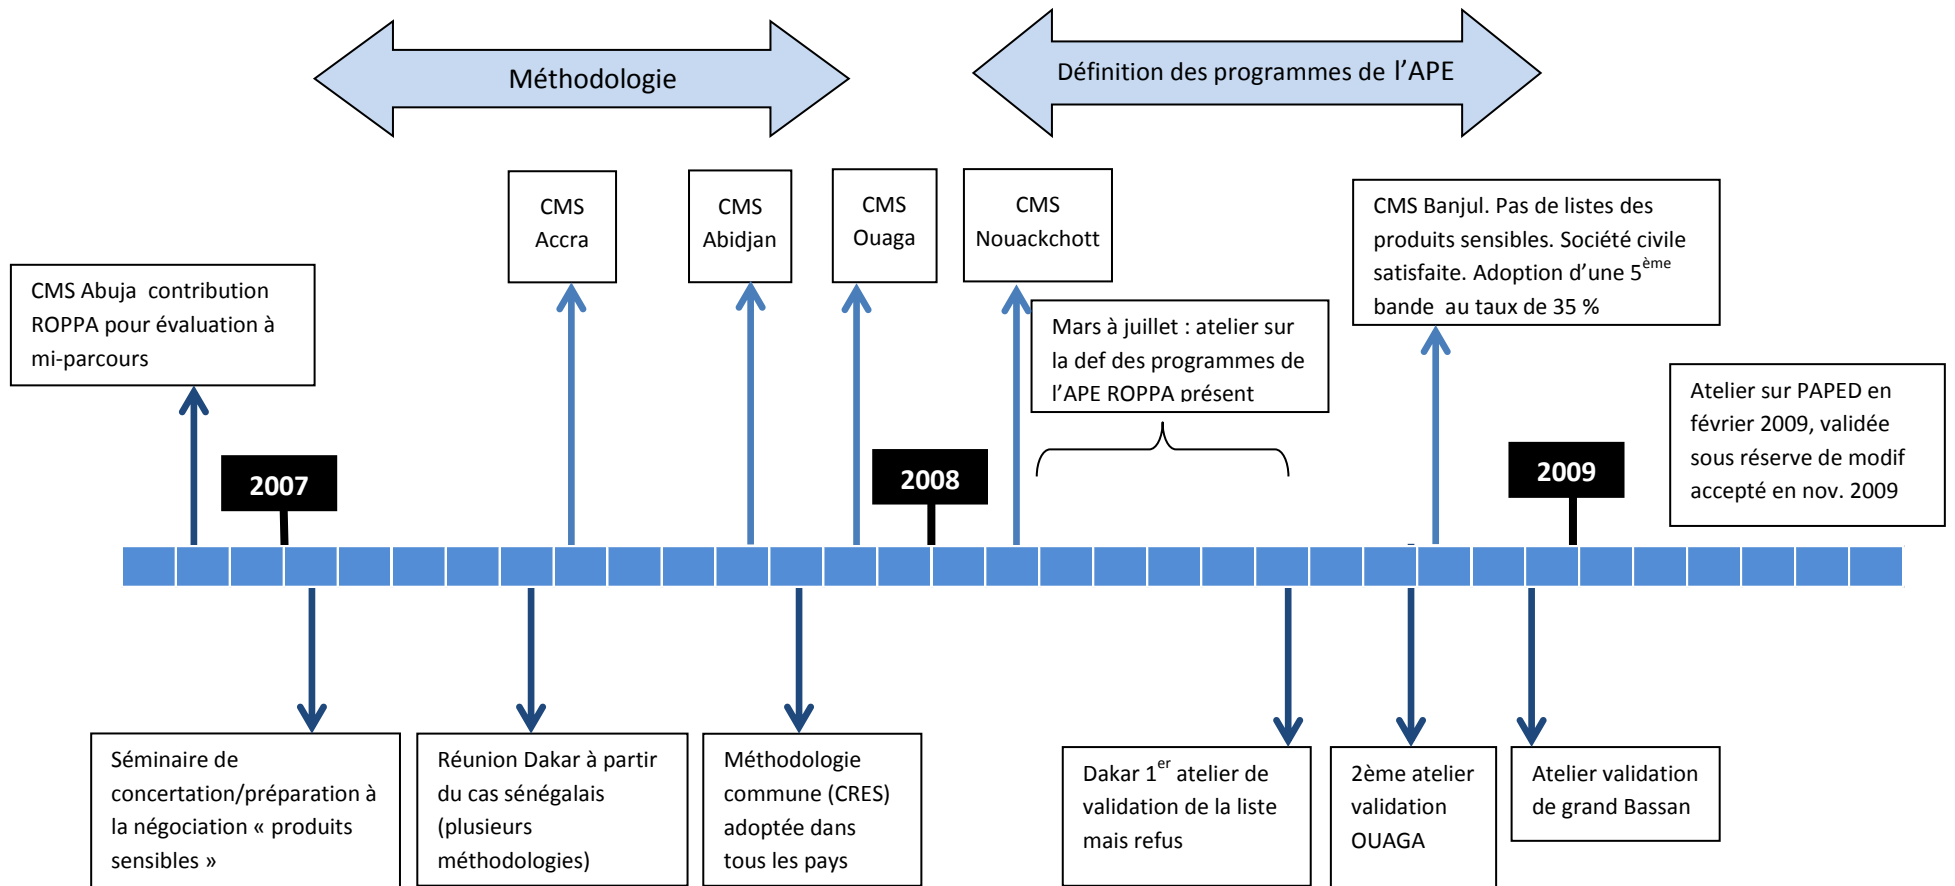 Méthodologie
Définition des programmes de l’APE
CMS
Accra
CMS
Abidjan
CMS
Ouaga
CMS
Nouackchott
CMS Banjul. Pas de listes des
produits sensibles. Société civile
satisfaite. Adoption d’une 5ème
bande au taux de 35 %
CMS Abuja contribution
ROPPA pour évaluation à
mi-parcours
Mars à juillet : atelier sur
la def des programmes de
l’APE ROPPA présent
Atelier sur PAPED en
février 2009, validée
sous réserve de modif
accepté en nov. 2009
2007
2008
2009
Séminaire de
concertation/préparation à
la négociation « produits
sensibles »
Réunion Dakar à partir
du cas sénégalais
(plusieurs
méthodologies)
Méthodologie
commune (CRES)
adoptée dans
tous les pays
Dakar 1er atelier de
validation de la liste
mais refus
2ème atelier
validation
OUAGA
Atelier validation
de grand Bassan